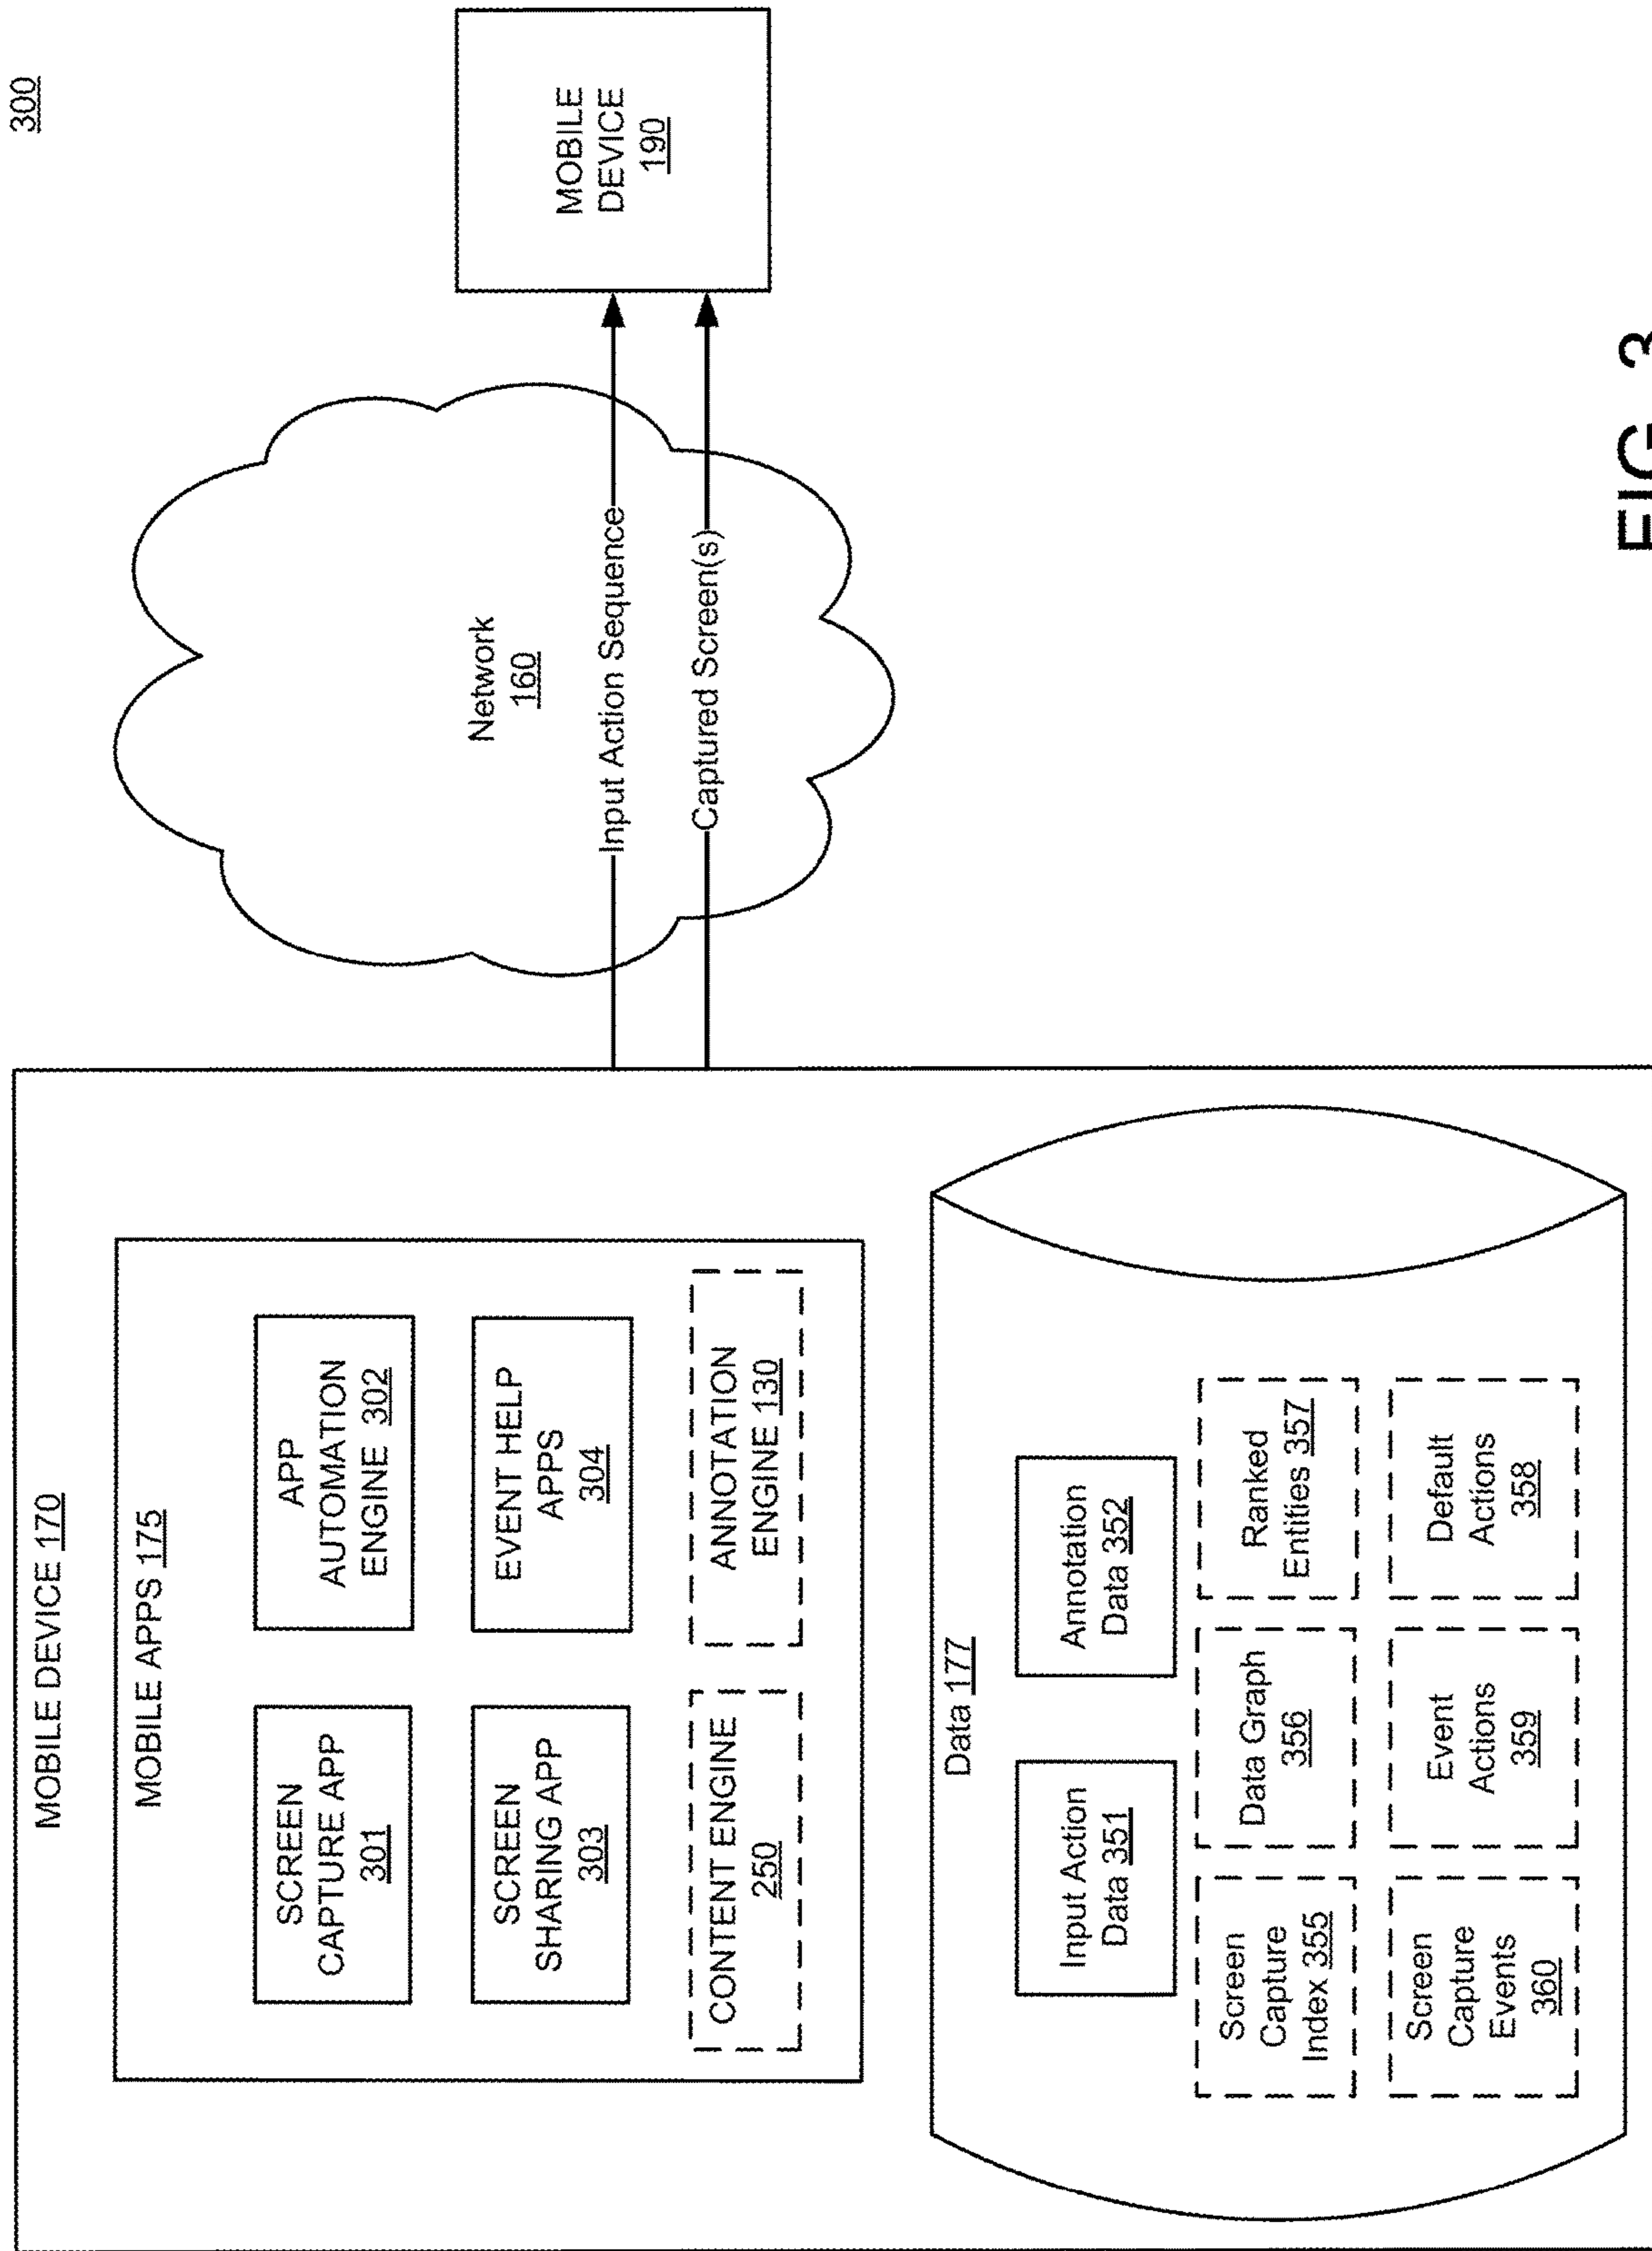 300
MOBILE DEVICE 170
MOBILE APPS 175
SCREEN
CAPTURE APP
301
APP
AUTOMATION
ENGINE 302
SCREEN
SHARING APP
303
EVENT HELP
APPS
304
CONTENT ENGINE
250
ANNOTATION
ENGINE 130
Data 177
Input Action
Data 351
Annotation
Data 352
Screen
Capture
Index 355
Data Graph
356
Ranked
Entities 357
Screen
Capture
Events
360
Event
Actions
359
Default
Actions
358
Network
160
Input Action Sequence
Captured Screen(s)
MOBILE
DEVICE
190
FIG. 3